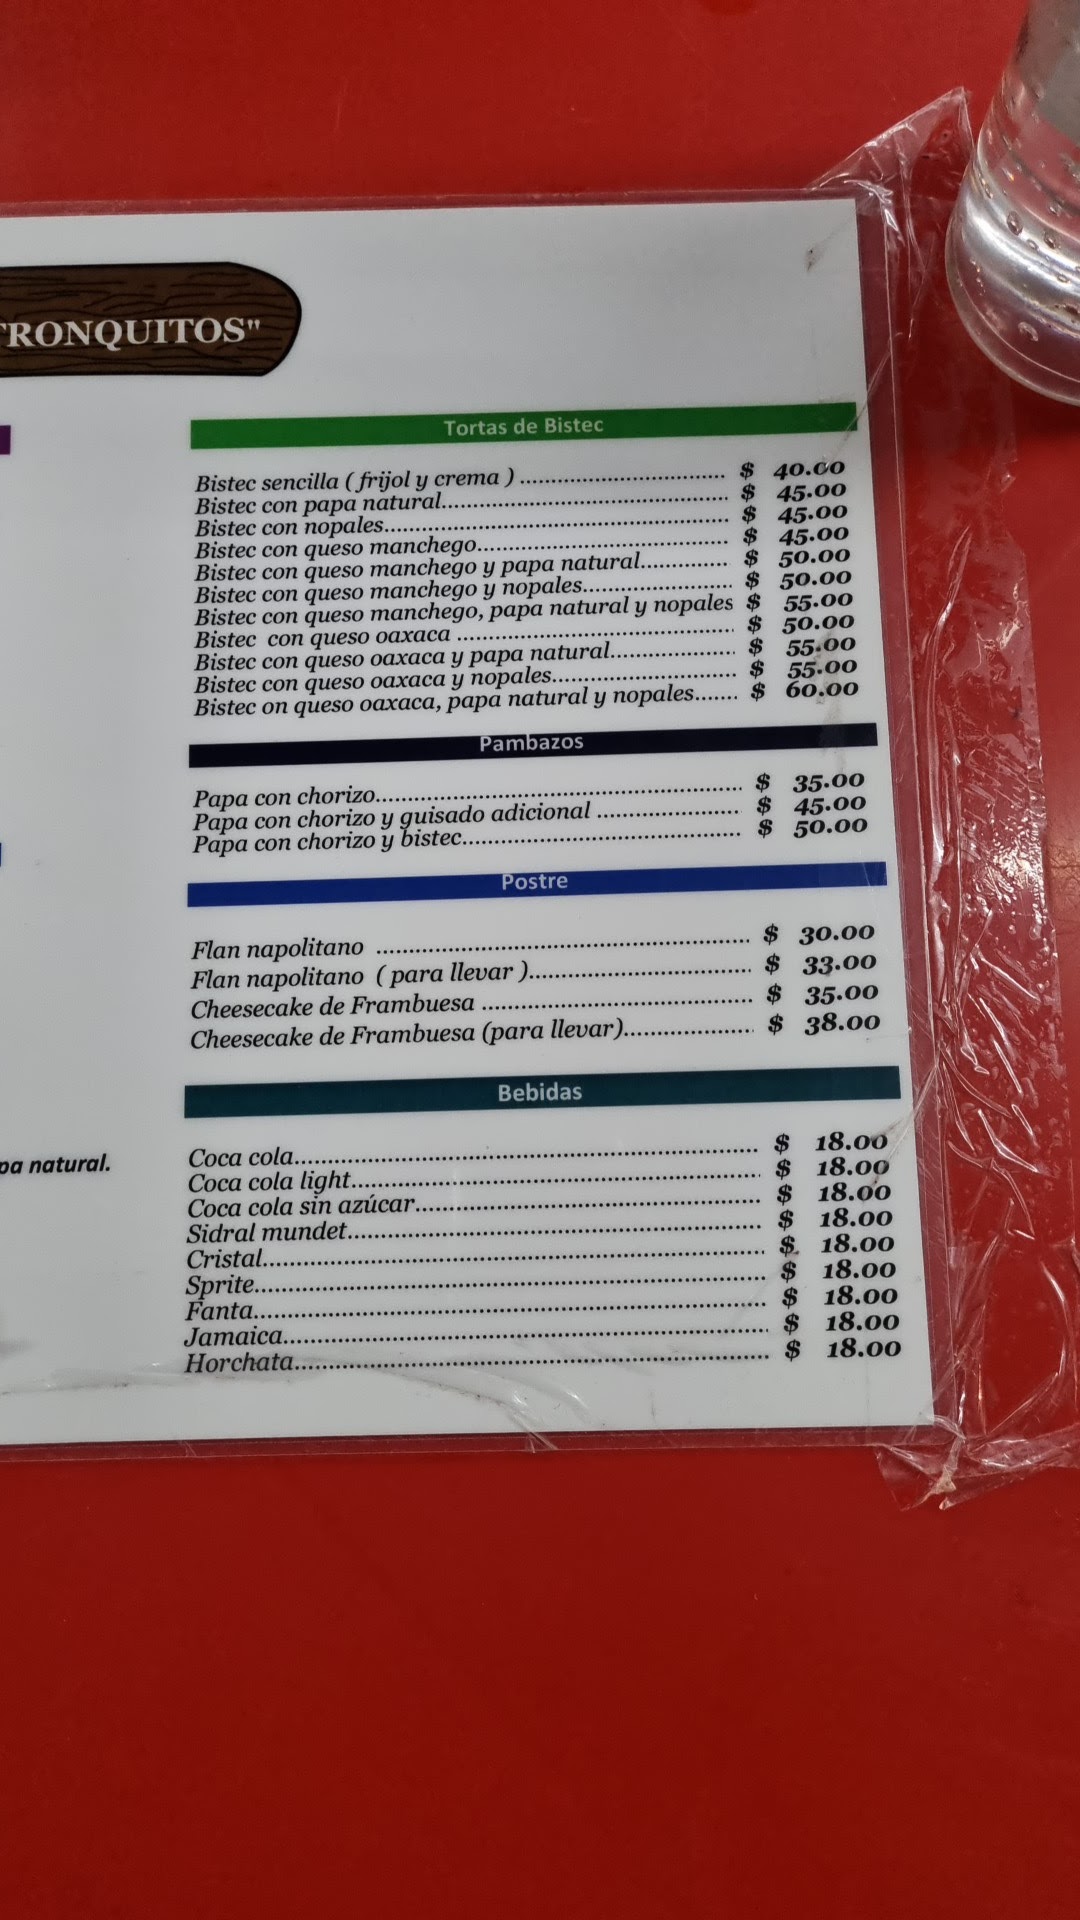 TRONQUITOS"
Tortas de Bistec
Bistec sencilla ( frijol y crema ) ........................... $ 40.00
Bistec con papa natural........................................ $ 45.00
Bistec con nopales................................................ $ 45.00
Bistec con queso manchego................................... $ 45.00
Bistec con queso manchego y papa natural............. $ 50.00
Bistec con queso manchego y nopales..................... $ 50.00
Bistec con queso manchego, papa natural y nopales $ 55.00
Bistec  con queso oaxaca ....................................... $ 50.00
Bistec con queso oaxaca y papa natural.................. $ 55.00
Bistec con queso oaxaca y nopales.......................... $ 55.00
Bistec on queso oaxaca, papa natural y nopales....... $ 60.00
Pambazos
Papa con chorizo................................................... $ 35.00
Papa con chorizo y guisado adicional .................... $ 45.00
Papa con chorizo y bistec....................................... $ 50.00
Postre
Flan napolitano .................................................... $ 30.00
Flan napolitano ( para llevar )............................... $ 33.00
Cheesecake de Frambuesa ..................................... $ 35.00
Cheesecake de Frambuesa (para llevar).................. $ 38.00
Bebidas
pa natural.
Coca cola................................................................ $ 18.00
Coca cola light........................................................ $ 18.00
Coca cola sin azúcar............................................... $ 18.00
Sidral mundet......................................................... $ 18.00
Cristal..................................................................... $ 18.00
Sprite...................................................................... $ 18.00
Fanta....................................................................... $ 18.00
Jamaica.................................................................. $ 18.00
Horchata................................................................. $ 18.00